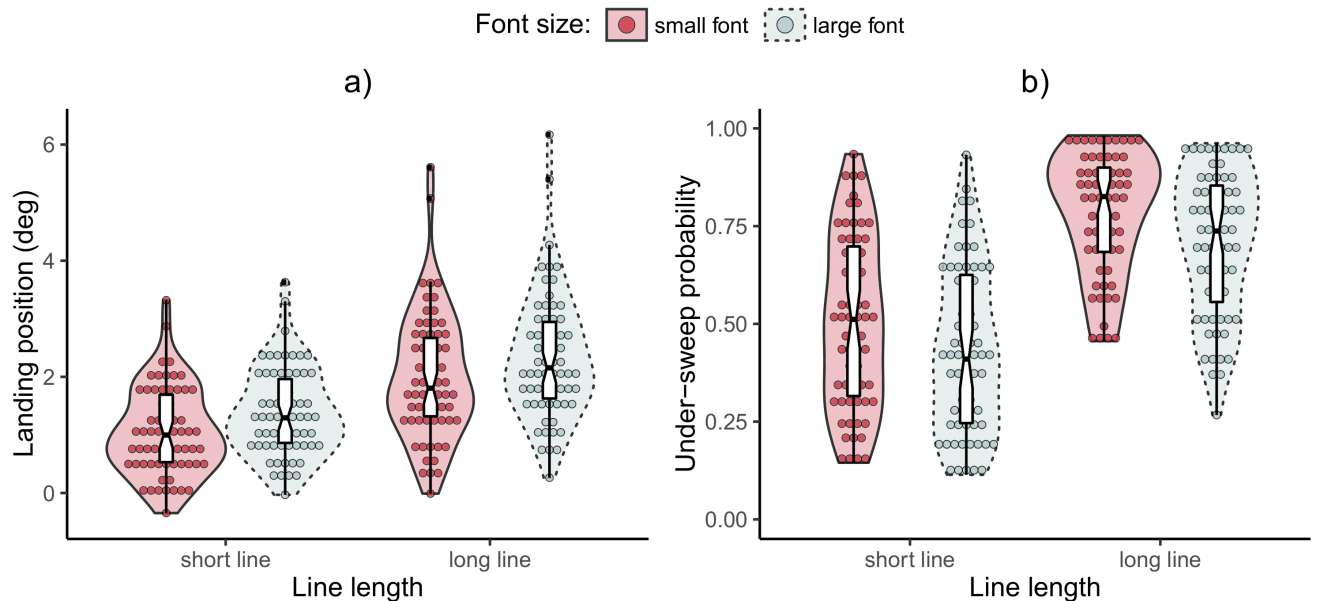 Font size: small font large font
a)
Landing position (deg)
6
4
2
0
short line long line
Line length
b)
Under−sweep probability
1.00
0.75
0.50
0.25
0.00
short line long line
Line length